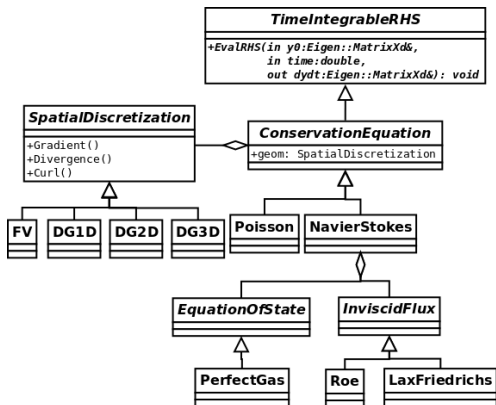 TimeIntegrableRHS
+EvalRHS(in y0:Eigen::MatrixXd&,
in time:double,
out dydt:Eigen::MatrixXd&): void
SpatialDiscretization
+Gradient()
+Divergence()
+Curl()
ConservationEquation
+geom: SpatialDiscretization
FV
DG1D
DG2D
DG3D
Poisson
NavierStokes
EquationOfState
InviscidFlux
PerfectGas
Roe
LaxFriedrichs